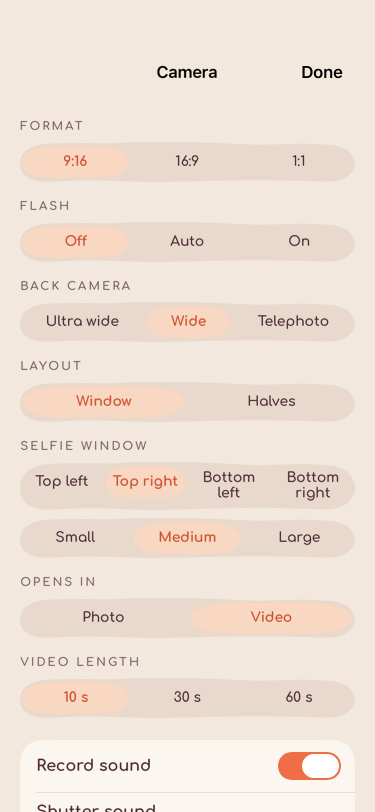 Camera Done
FORMAT
9:16 16:9 1:1
FLASH
Off Auto On
BACK CAMERA
Ultra wide Wide Telephoto
LAYOUT
Window Halves
SELFIE WINDOW
Top left Top right Bottom left Bottom right
Small Medium Large
OPENS IN
Photo Video
VIDEO LENGTH
10 s 30 s 60 s
Record sound
Shutter sound